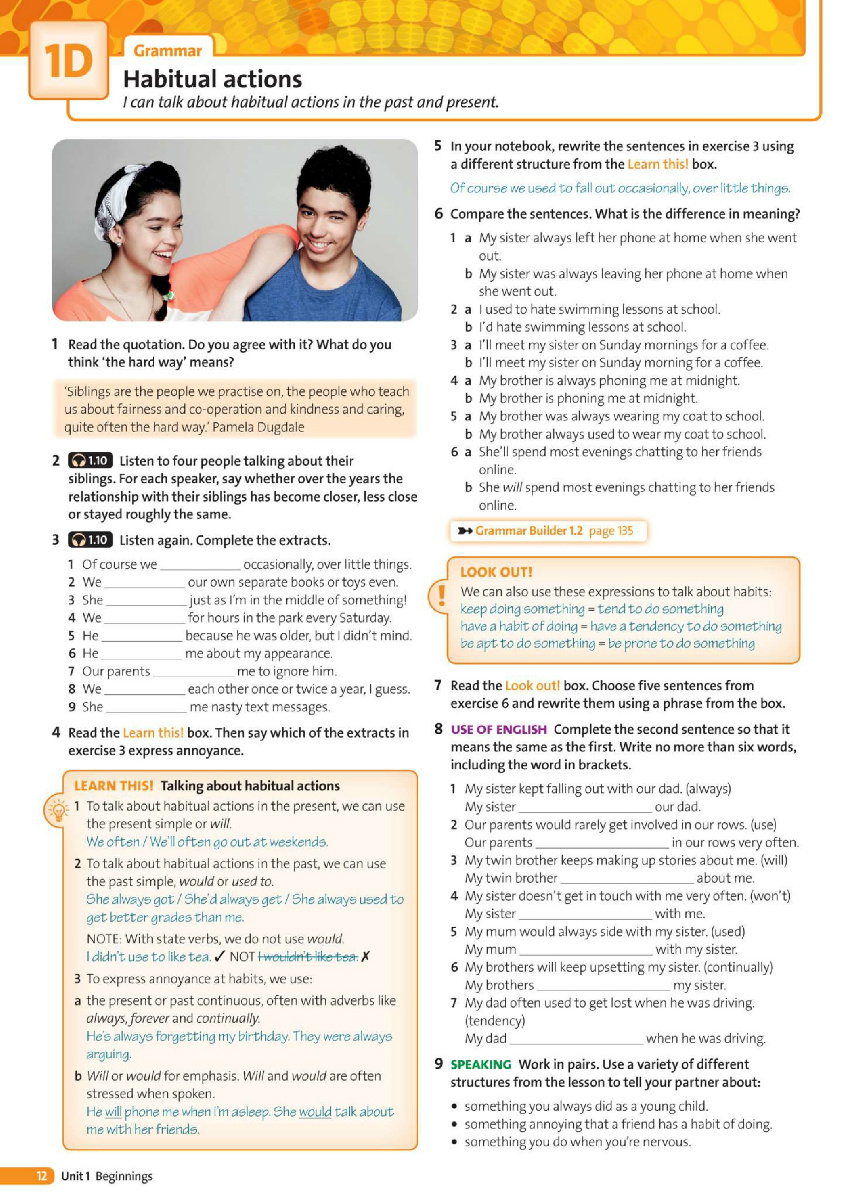 1D
Grammar
Habitual actions
I can talk about habitual actions in the past and present.
1 Read the quotation. Do you agree with it? What do you
think ‘the hard way’ means?
‘Siblings are the people we practise on, the people who teach
us about fairness and co-operation and kindness and caring,
quite often the hard way.’ Pamela Dugdale
2 1.10 Listen to four people talking about their
siblings. For each speaker, say whether over the years the
relationship with their siblings has become closer, less close
or stayed roughly the same.
3 1.10 Listen again. Complete the extracts.
1 Of course we ____________ occasionally, over little things.
2 We ____________ our own separate books or toys even.
3 She ____________ just as I’m in the middle of something!
4 We ____________ for hours in the park every Saturday.
5 He ____________ because he was older, but I didn’t mind.
6 He ____________ me about my appearance.
7 Our parents ____________ me to ignore him.
8 We ____________ each other once or twice a year, I guess.
9 She ____________ me nasty text messages.
4 Read the Learn this! box. Then say which of the extracts in
exercise 3 express annoyance.
LEARN THIS! Talking about habitual actions
1 To talk about habitual actions in the present, we can use
the present simple or will.
We often / We’ll often go out at weekends.
2 To talk about habitual actions in the past, we can use
the past simple, would or used to.
She always got / She’d always get / She always used to
get better grades than me.
NOTE: With state verbs, we do not use would.
I didn’t use to like tea. ✓ NOT I wouldn’t like tea. ✗
3 To express annoyance at habits, we use:
a the present or past continuous, often with adverbs like
always, forever and continually.
He’s always forgetting my birthday. They were always
arguing.
b Will or would for emphasis. Will and would are often
stressed when spoken.
He will phone me when I’m asleep. She would talk about
me with her friends.
5 In your notebook, rewrite the sentences in exercise 3 using
a different structure from the Learn this! box.
Of course we used to fall out occasionally, over little things.
6 Compare the sentences. What is the difference in meaning?
1 a My sister always left her phone at home when she went
out.
b My sister was always leaving her phone at home when
she went out.
2 a I used to hate swimming lessons at school.
b I’d hate swimming lessons at school.
3 a I’ll meet my sister on Sunday mornings for a coffee.
b I’ll meet my sister on Sunday morning for a coffee.
4 a My brother is always phoning me at midnight.
b My brother is phoning me at midnight.
5 a My brother was always wearing my coat to school.
b My brother always used to wear my coat to school.
6 a She’ll spend most evenings chatting to her friends
online.
b She will spend most evenings chatting to her friends
online.
Grammar Builder 1.2 page 135
LOOK OUT!
!
We can also use these expressions to talk about habits:
keep doing something = tend to do something
have a habit of doing = have a tendency to do something
be apt to do something = be prone to do something
7 Read the Look out! box. Choose five sentences from
exercise 6 and rewrite them using a phrase from the box.
8 USE OF ENGLISH Complete the second sentence so that it
means the same as the first. Write no more than six words,
including the word in brackets.
1 My sister kept falling out with our dad. (always)
My sister ____________________ our dad.
2 Our parents would rarely get involved in our rows. (use)
Our parents ____________________ in our rows very often.
3 My twin brother keeps making up stories about me. (will)
My twin brother ____________________ about me.
4 My sister doesn’t get in touch with me very often. (won’t)
My sister ____________________ with me.
5 My mum would always side with my sister. (used)
My mum ____________________ with my sister.
6 My brothers will keep upsetting my sister. (continually)
My brothers ____________________ my sister.
7 My dad often used to get lost when he was driving.
(tendency)
My dad ____________________ when he was driving.
9 SPEAKING Work in pairs. Use a variety of different
structures from the lesson to tell your partner about:
• something you always did as a young child.
• something annoying that a friend has a habit of doing.
• something you do when you’re nervous.
12 Unit 1 Beginnings